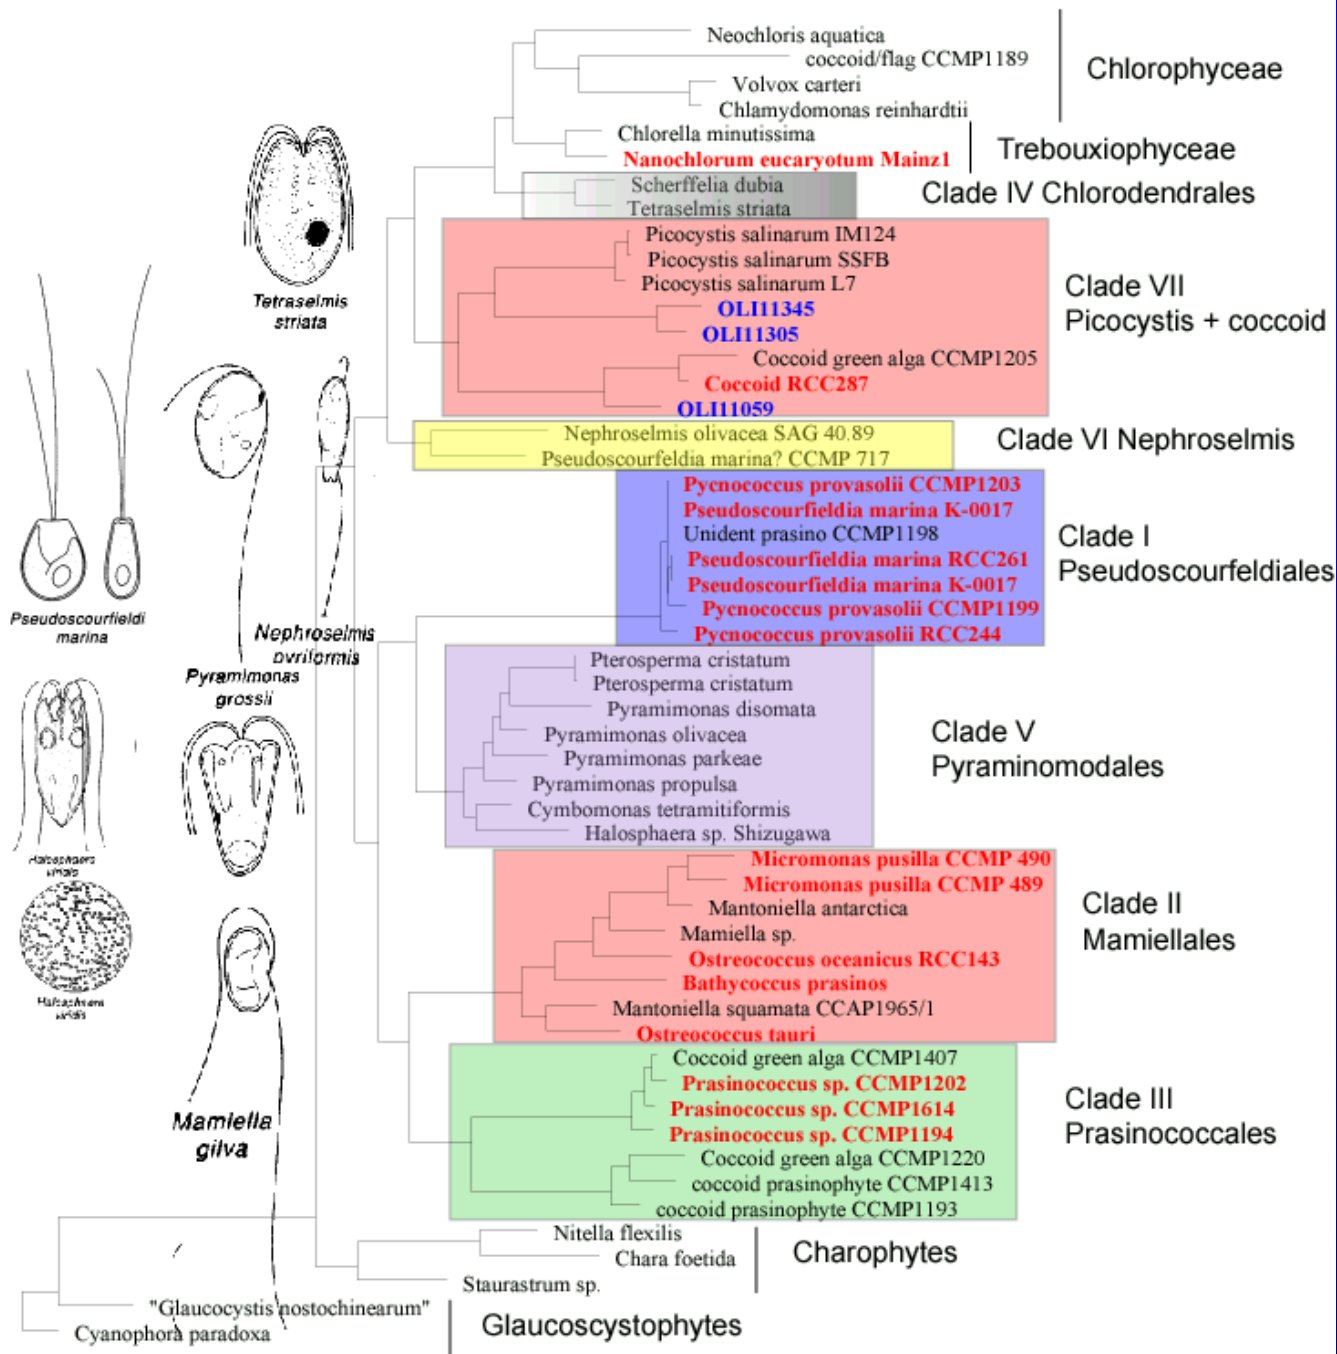 Neochloris aquatica
coccoid/flag CCMP1189
Volvox carteri
Chlamydomonas reinhardtii
Chlorophyceae
Chlorella minutissima
Nanochlorum eucaryotum Mainz1
Trebouxiophyceae
Scherffelia dubia
Tetraselmis striata
Clade IV Chlorodendrales
Picocystis salinarum IM124
Picocystis salinarum SSFB
Picocystis salinarum L7
OLI11345
OLI11305
Coccoid green alga CCMP1205
Coccoid RCC287
OLI11059
Clade VII
Picocystis + coccoid
Nephroselmis olivacea SAG 40.89
Pseudoscourfeldia marina? CCMP 717
Clade VI Nephroselmis
Pycnococcus provasolii CCMP1203
Pseudoscourfieldia marina K-0017
Unident prasino CCMP1198
Pseudoscourfieldia marina RCC261
Pseudoscourfieldia marina K-0017
Pycnococcus provasolii CCMP1199
Pycnococcus provasolii RCC244
Clade I
Pseudoscourfeldiales
Pterosperma cristatum
Pterosperma cristatum
Pyramimonas disomata
Pyramimonas olivacea
Pyramimonas parkeae
Pyramimonas propulsa
Cymbomonas tetramitiformis
Halosphaera sp. Shizugawa
Clade V
Pyraminomodales
Micromonas pusilla CCMP 490
Micromonas pusilla CCMP 489
Mantoniella antarctica
Mamiella sp.
Ostreococcus oceanicus RCC143
Bathycoccus prasinos
Mantoniella squamata CCAP1965/1
Ostreococcus tauri
Clade II
Mamiellales
Coccoid green alga CCMP1407
Prasinococcus sp. CCMP1202
Prasinococcus sp. CCMP1614
Prasinococcus sp. CCMP1194
Coccoid green alga CCMP1220
coccoid prasinophyte CCMP1413
coccoid prasinophyte CCMP1193
Clade III
Prasinococcales
Nitella flexilis
Chara foetida
Staurastrum sp.
Charophytes
"Glaucocystis nostochinearum"
Cyanophora paradoxa
Glaucoscystophytes
Tetraselmis
striata
Pseudoscourfieldi
marina
Nephroselmis
pyriformis
Pyramimonas
grossii
Halosphaera
viridis
Halosphaera
viridis
Mamiella
gilva